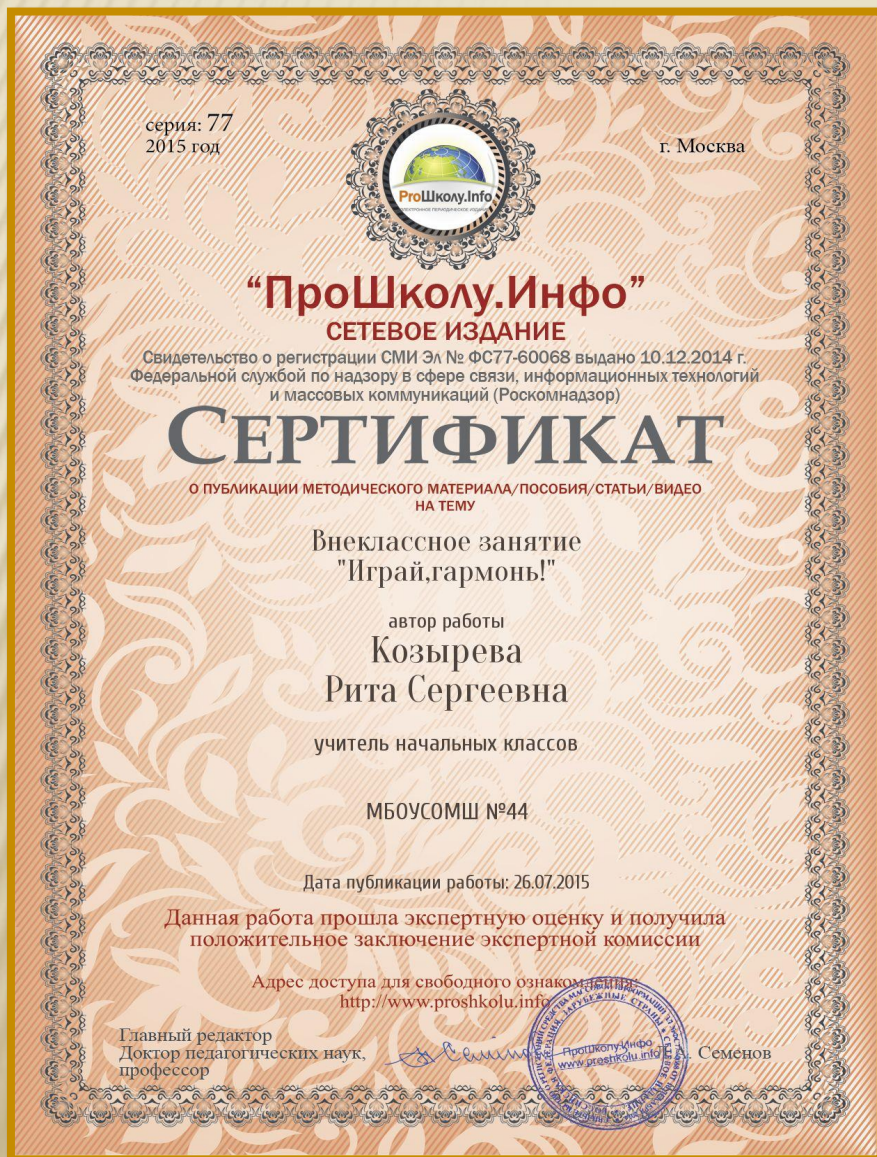 серия: 77
2015 год
г. Москва
ProШколу.Info
ЭЛЕКТРОННОЕ ПЕРИОДИЧЕСКОЕ ИЗДАНИЕ
“ПроШколу.Инфо”
СЕТЕВОЕ ИЗДАНИЕ
Свидетельство о регистрации СМИ Эл № ФС77-60068 выдано 10.12.2014 г.
Федеральной службой по надзору в сфере связи, информационных технологий
и массовых коммуникаций (Роскомнадзор)
СЕРТИФИКАТ
О ПУБЛИКАЦИИ МЕТОДИЧЕСКОГО МАТЕРИАЛА/ПОСОБИЯ/СТАТЬИ/ВИДЕО
НА ТЕМУ
Внеклассное занятие
"Играй,гармонь!"
автор работы
Козырева
Рита Сергеевна
учитель начальных классов
МБОУСОМШ №44
Дата публикации работы: 26.07.2015
Данная работа прошла экспертную оценку и получила
положительное заключение экспертной комиссии
Адрес доступа для свободного ознакомления:
http://www.proshkolu.info
Главный редактор
Доктор педагогических наук,
профессор
Семенов
ПроШколу.Инфо
www.proshkolu.info